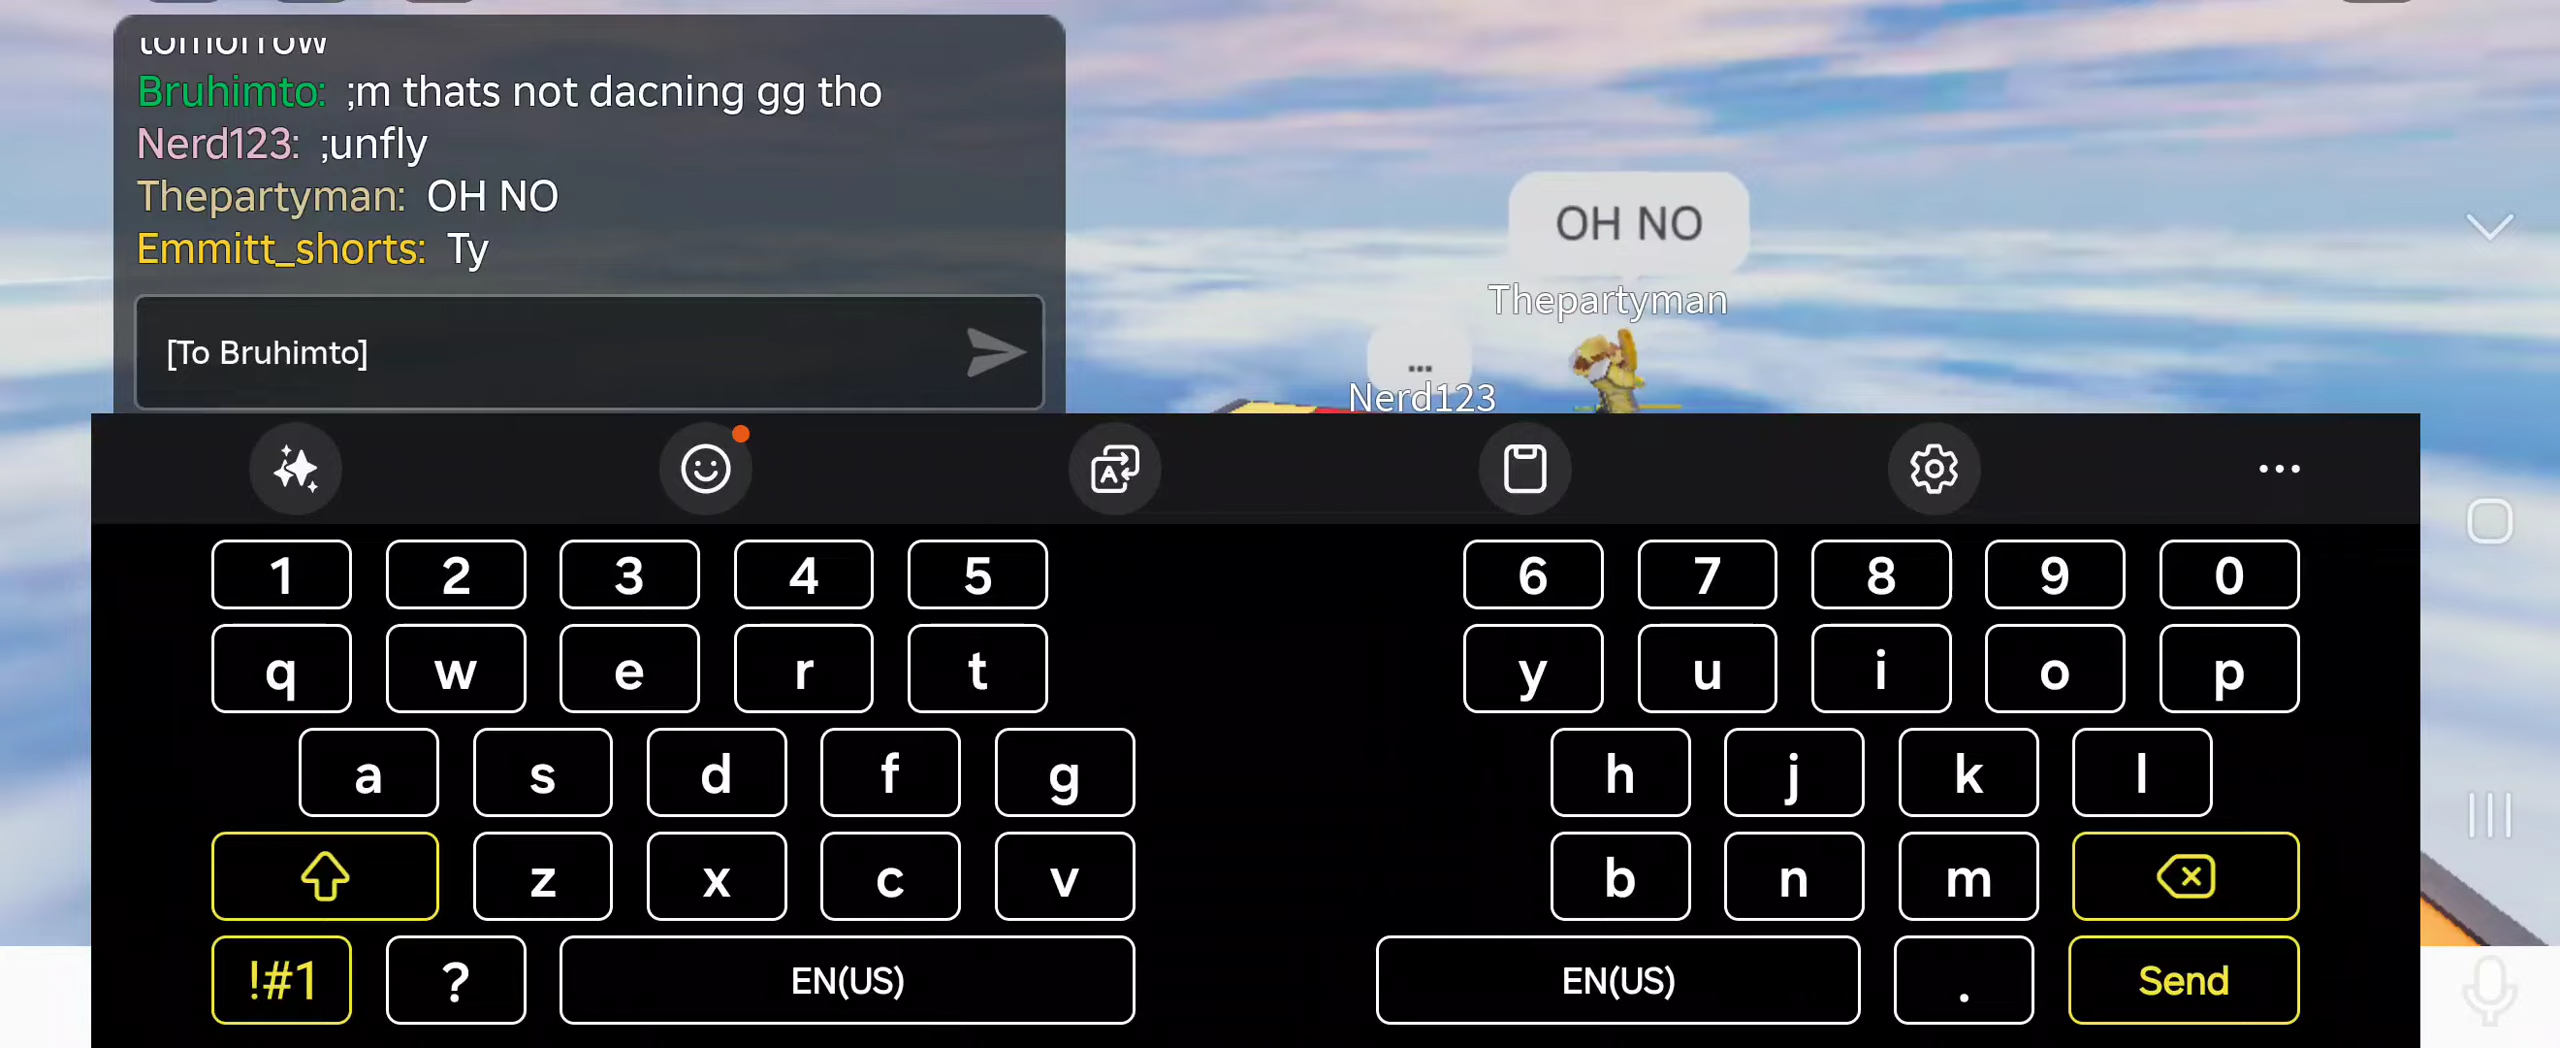 tomorrow
Bruhimto: ;m thats not dacning gg tho
Nerd123: ;unfly
Thepartyman: OH NO
Emmitt_shorts: Ty
[To Bruhimto]
OH NO
Thepartyman
...
Nerd123
1 2 3 4 5 6 7 8 9 0
q w e r t y u i o p
a s d f g h j k l
z x c v b n m
!#1 ? EN(US) EN(US) . Send